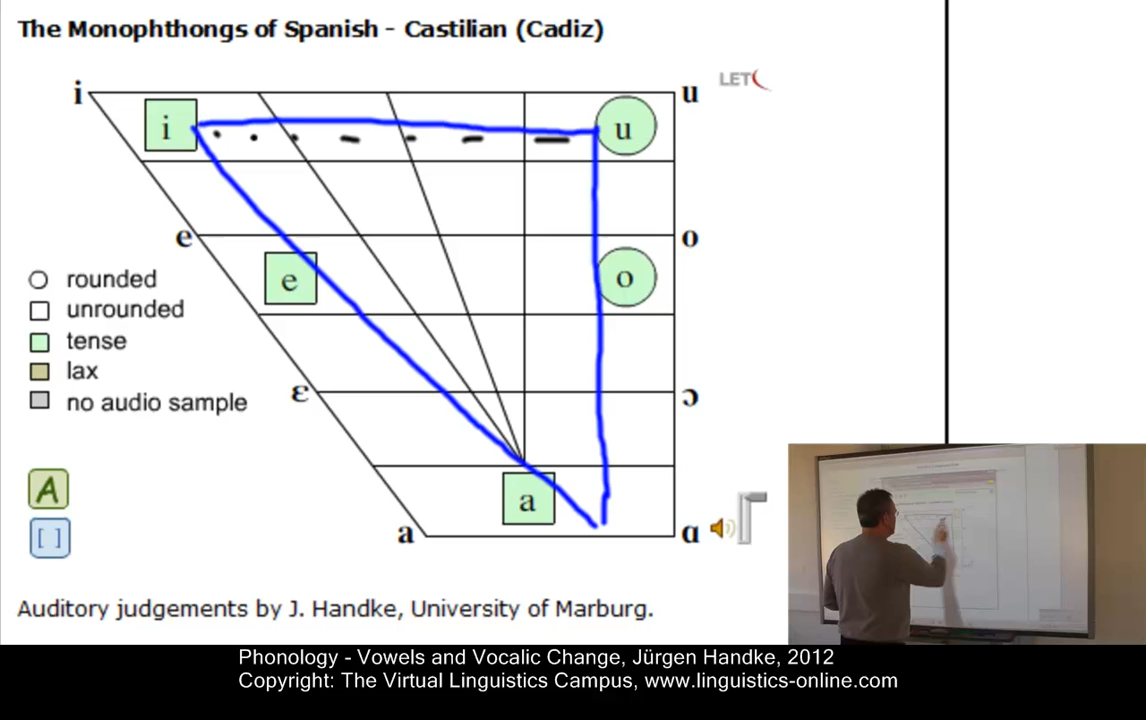 The Monophthongs of Spanish - Castilian (Cadiz)
LET
i u
i u
e o
e o
rounded
unrounded
tense
lax
ɛ ɔ
no audio sample
A
a
[ ]
a ɑ
Auditory judgements by J. Handke, University of Marburg.
Phonology - Vowels and Vocalic Change, Jürgen Handke, 2012
Copyright: The Virtual Linguistics Campus, www.linguistics-online.com